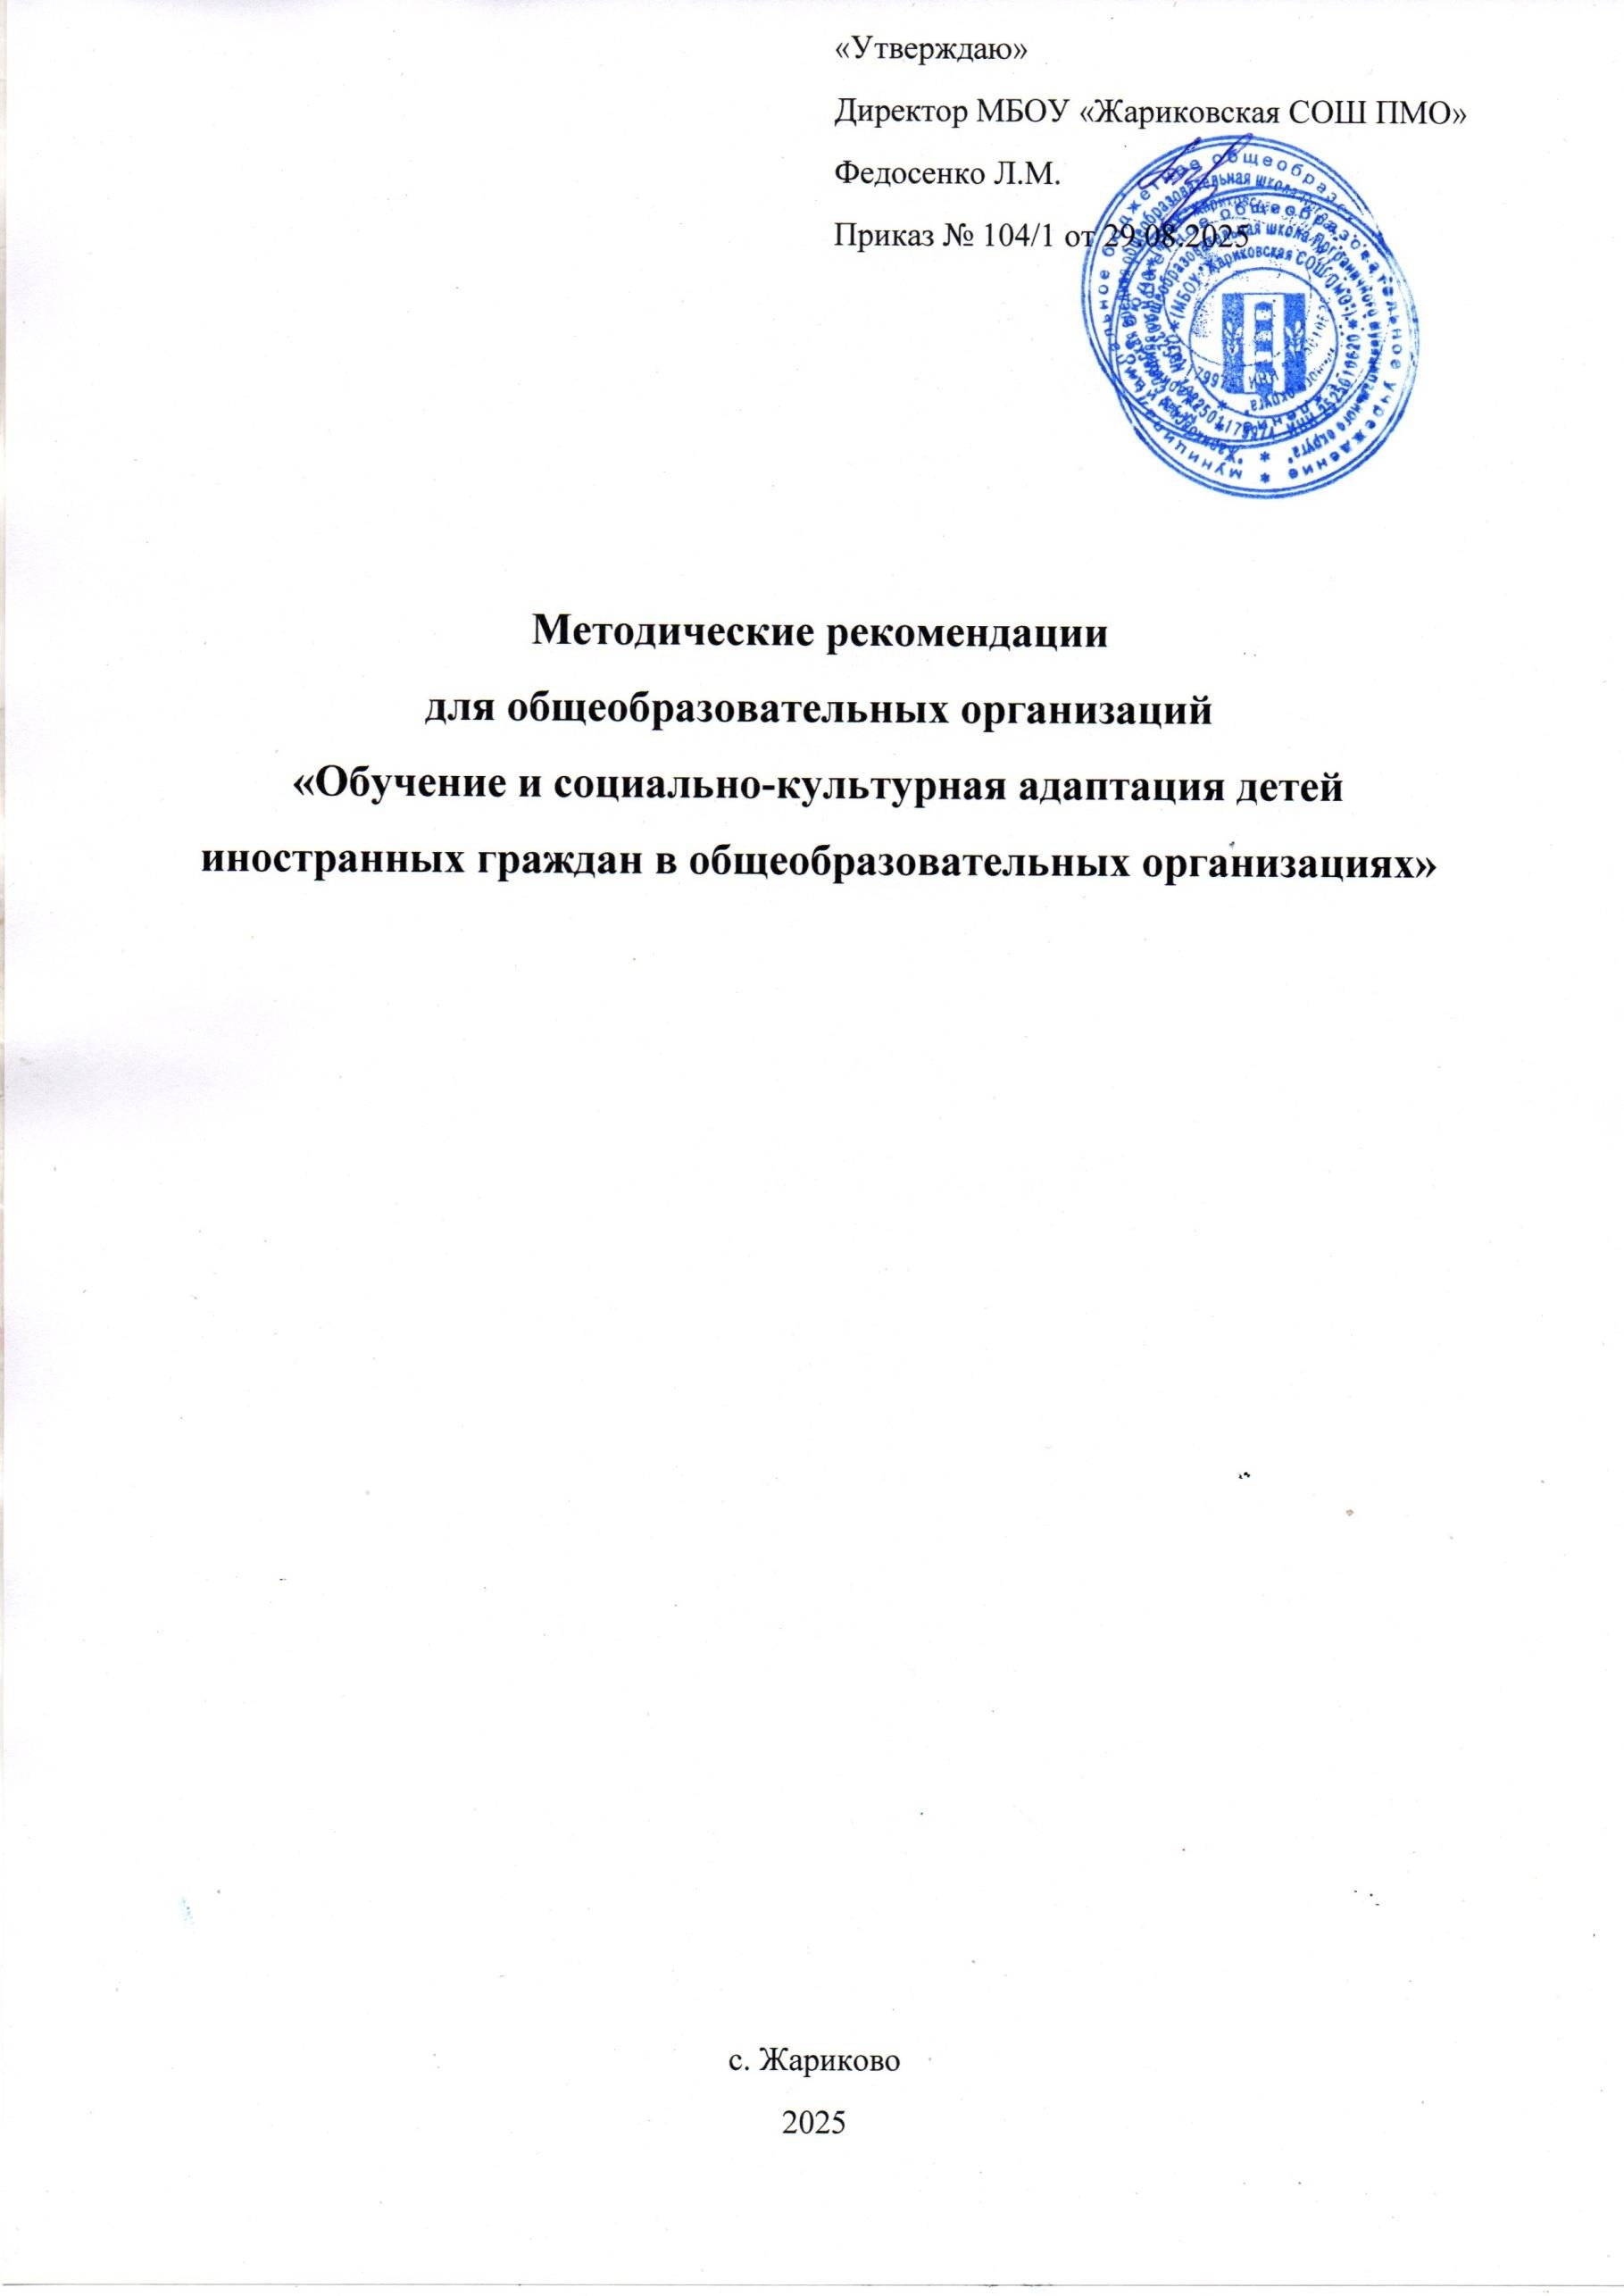 «Утверждаю»
Директор МБОУ «Жариковская СОШ ПМО»
Федосенко Л.М.
Приказ № 104/1 от 29.08.2025
Методические рекомендации
для общеобразовательных организаций
«Обучение и социально-культурная адаптация детей
иностранных граждан в общеобразовательных организациях»
с. Жариково
2025